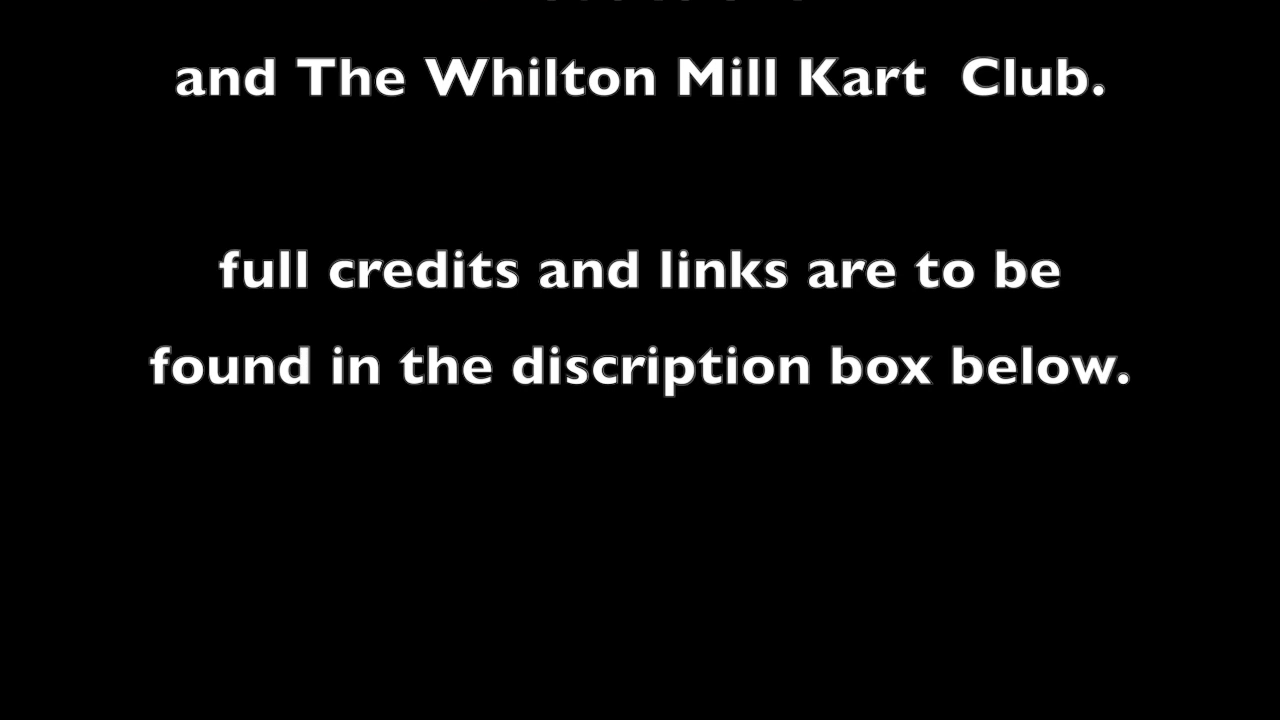 and The Whilton Mill Kart  Club.
full credits and links are to be
found in the discription box below.